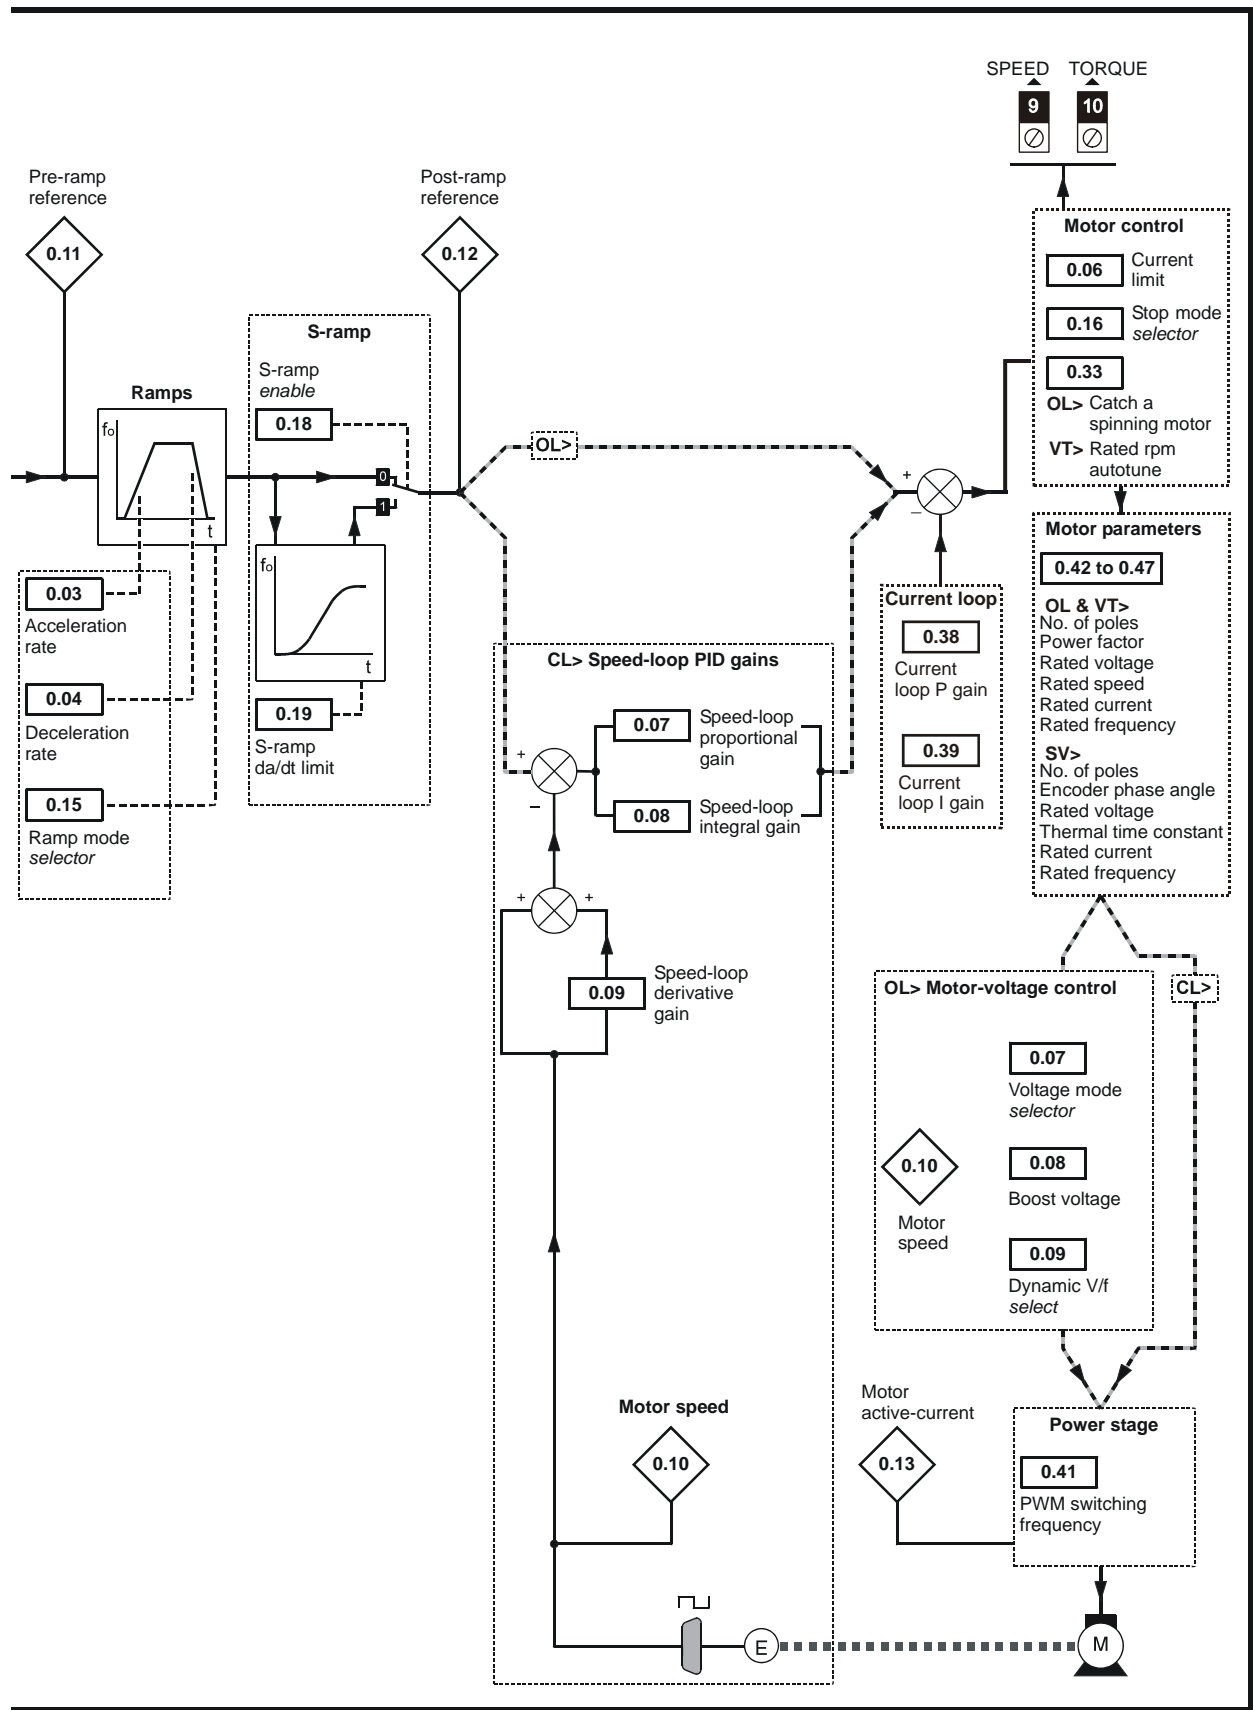 SPEED TORQUE
9 10
Pre-ramp
reference
0.11
Post-ramp
reference
0.12
Ramps
fo
t
0.03
Acceleration
rate
0.04
Deceleration
rate
0.15
Ramp mode
selector
S-ramp
S-ramp
enable
0.18
0
1
fo
t
0.19
S-ramp
da/dt limit
OL>
+
–
Motor control
0.06
Current
limit
0.16
Stop mode
selector
0.33
OL> Catch a
spinning motor
VT> Rated rpm
autotune
Motor parameters
0.42 to 0.47
OL & VT>
No. of poles
Power factor
Rated voltage
Rated speed
Rated current
Rated frequency
SV>
No. of poles
Encoder phase angle
Rated voltage
Thermal time constant
Rated current
Rated frequency
Current loop
0.38
Current
loop P gain
0.39
Current
loop I gain
CL> Speed-loop PID gains
+
–
0.07
Speed-loop
proportional
gain
0.08
Speed-loop
integral gain
+ +
0.09
Speed-loop
derivative
gain
OL> Motor-voltage control
CL>
0.07
Voltage mode
selector
0.10
Motor
speed
0.08
Boost voltage
0.09
Dynamic V/f
select
Motor speed
0.10
Motor
active-current
0.13
Power stage
0.41
PWM switching
frequency
E
M